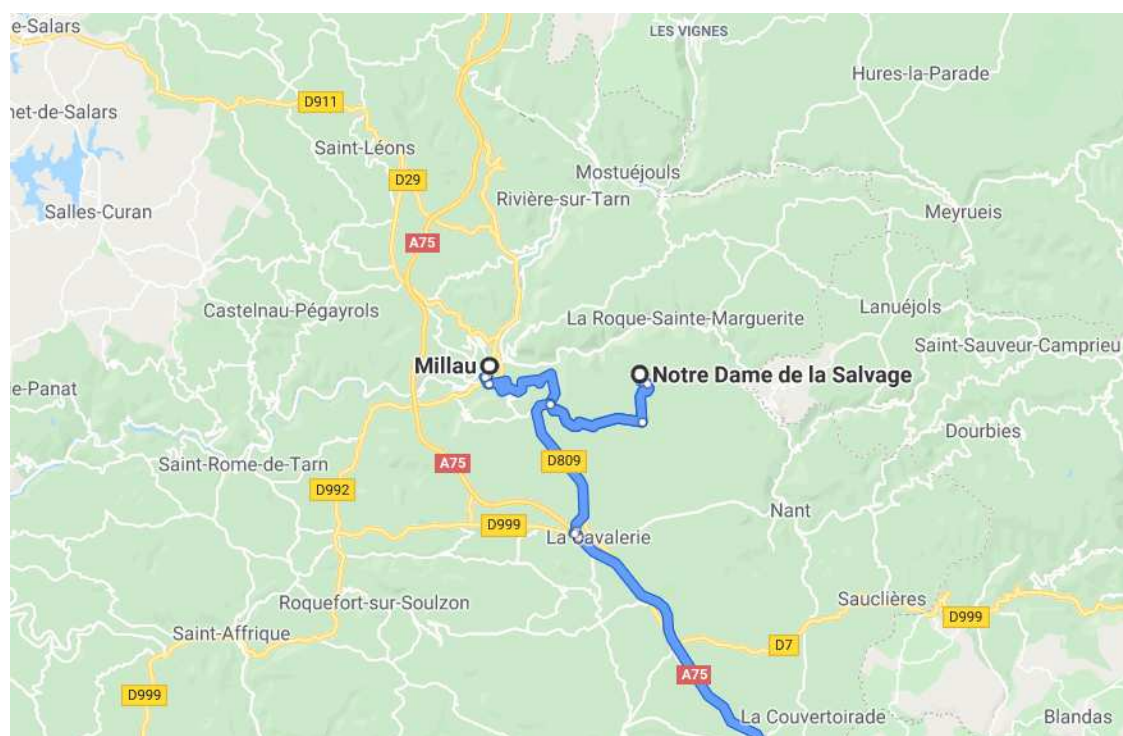 e-Salars
LES VIGNES
Hures-la-Parade
D911
net-de-Salars
Saint-Léons
D29
Mostuéjouls
Rivière-sur-Tarn
Salles-Curan
Meyrueis
A75
Castelnau-Pégayrols
La Roque-Sainte-Marguerite
Lanuéjols
Saint-Sauveur-Camprieu
Millau
Notre Dame de la Salvage
e-Panat
Dourbies
Saint-Rome-de-Tarn
A75
D809
D992
Nant
D999
La Cavalerie
Roquefort-sur-Soulzon
Sauclières
D999
Saint-Affrique
D7
A75
D999
La Couvertoirade
Blandas